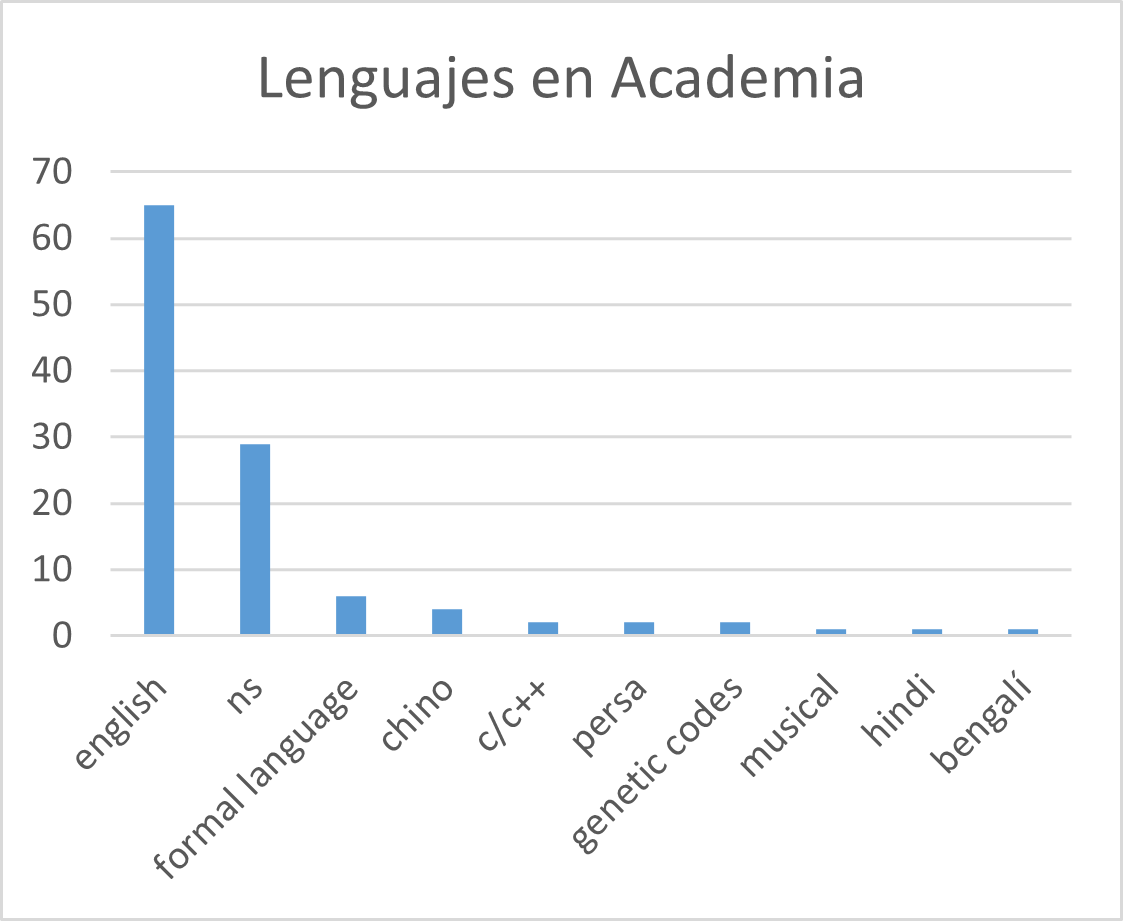 Lenguajes en Academia
70
60
50
40
30
20
10
0
english
ns
formal language
chino
c/c++
persa
genetic codes
musical
hindi
bengalí